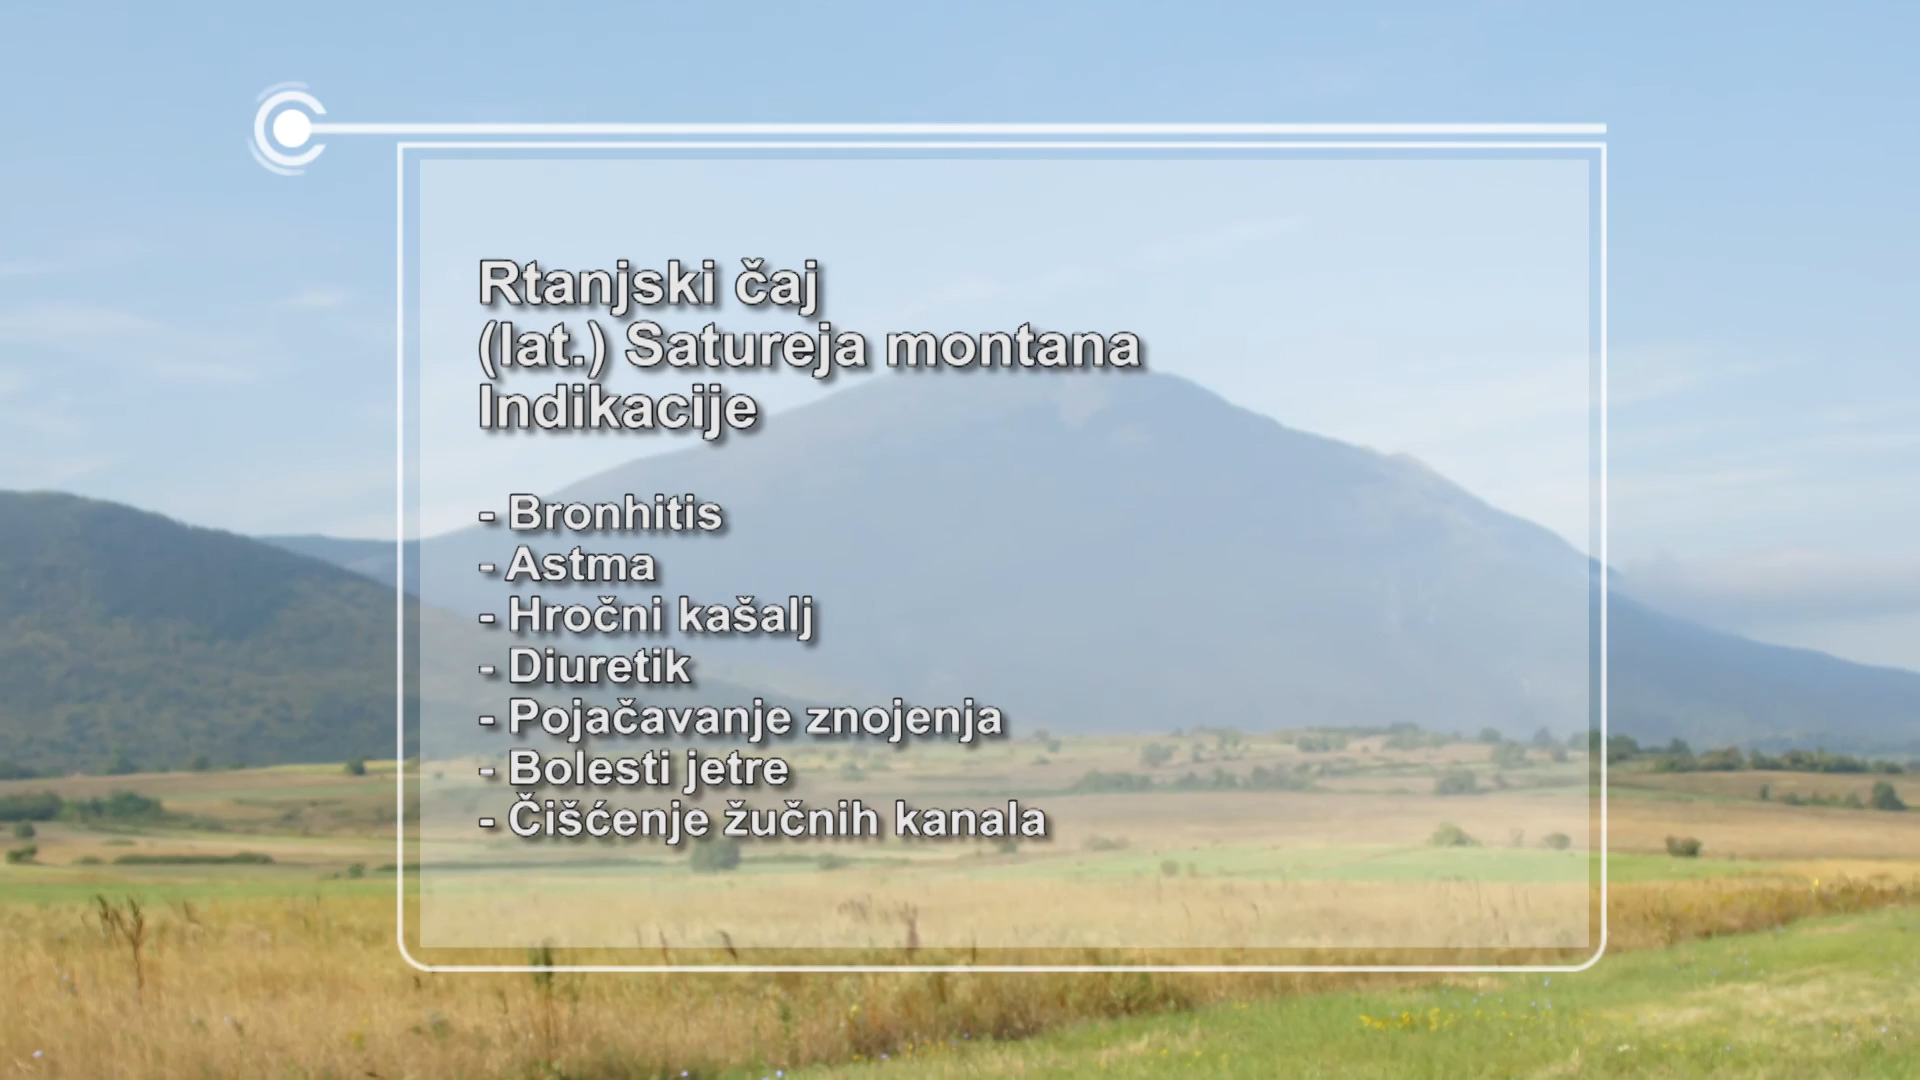 Rtanjski čaj
(lat.) Satureja montana
Indikacije
- Bronhitis
- Astma
- Hročni kašalj
- Diuretik
- Pojačavanje znojenja
- Bolesti jetre
- Čišćenje žučnih kanala